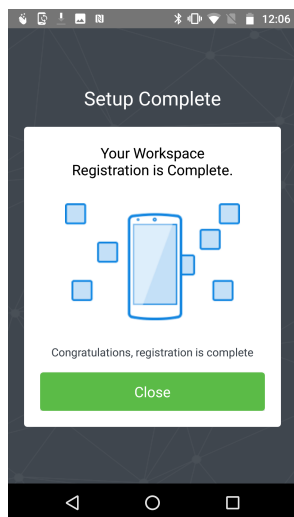 12:06
Setup Complete
Your Workspace
Registration is Complete.
Congratulations, registration is complete
Close